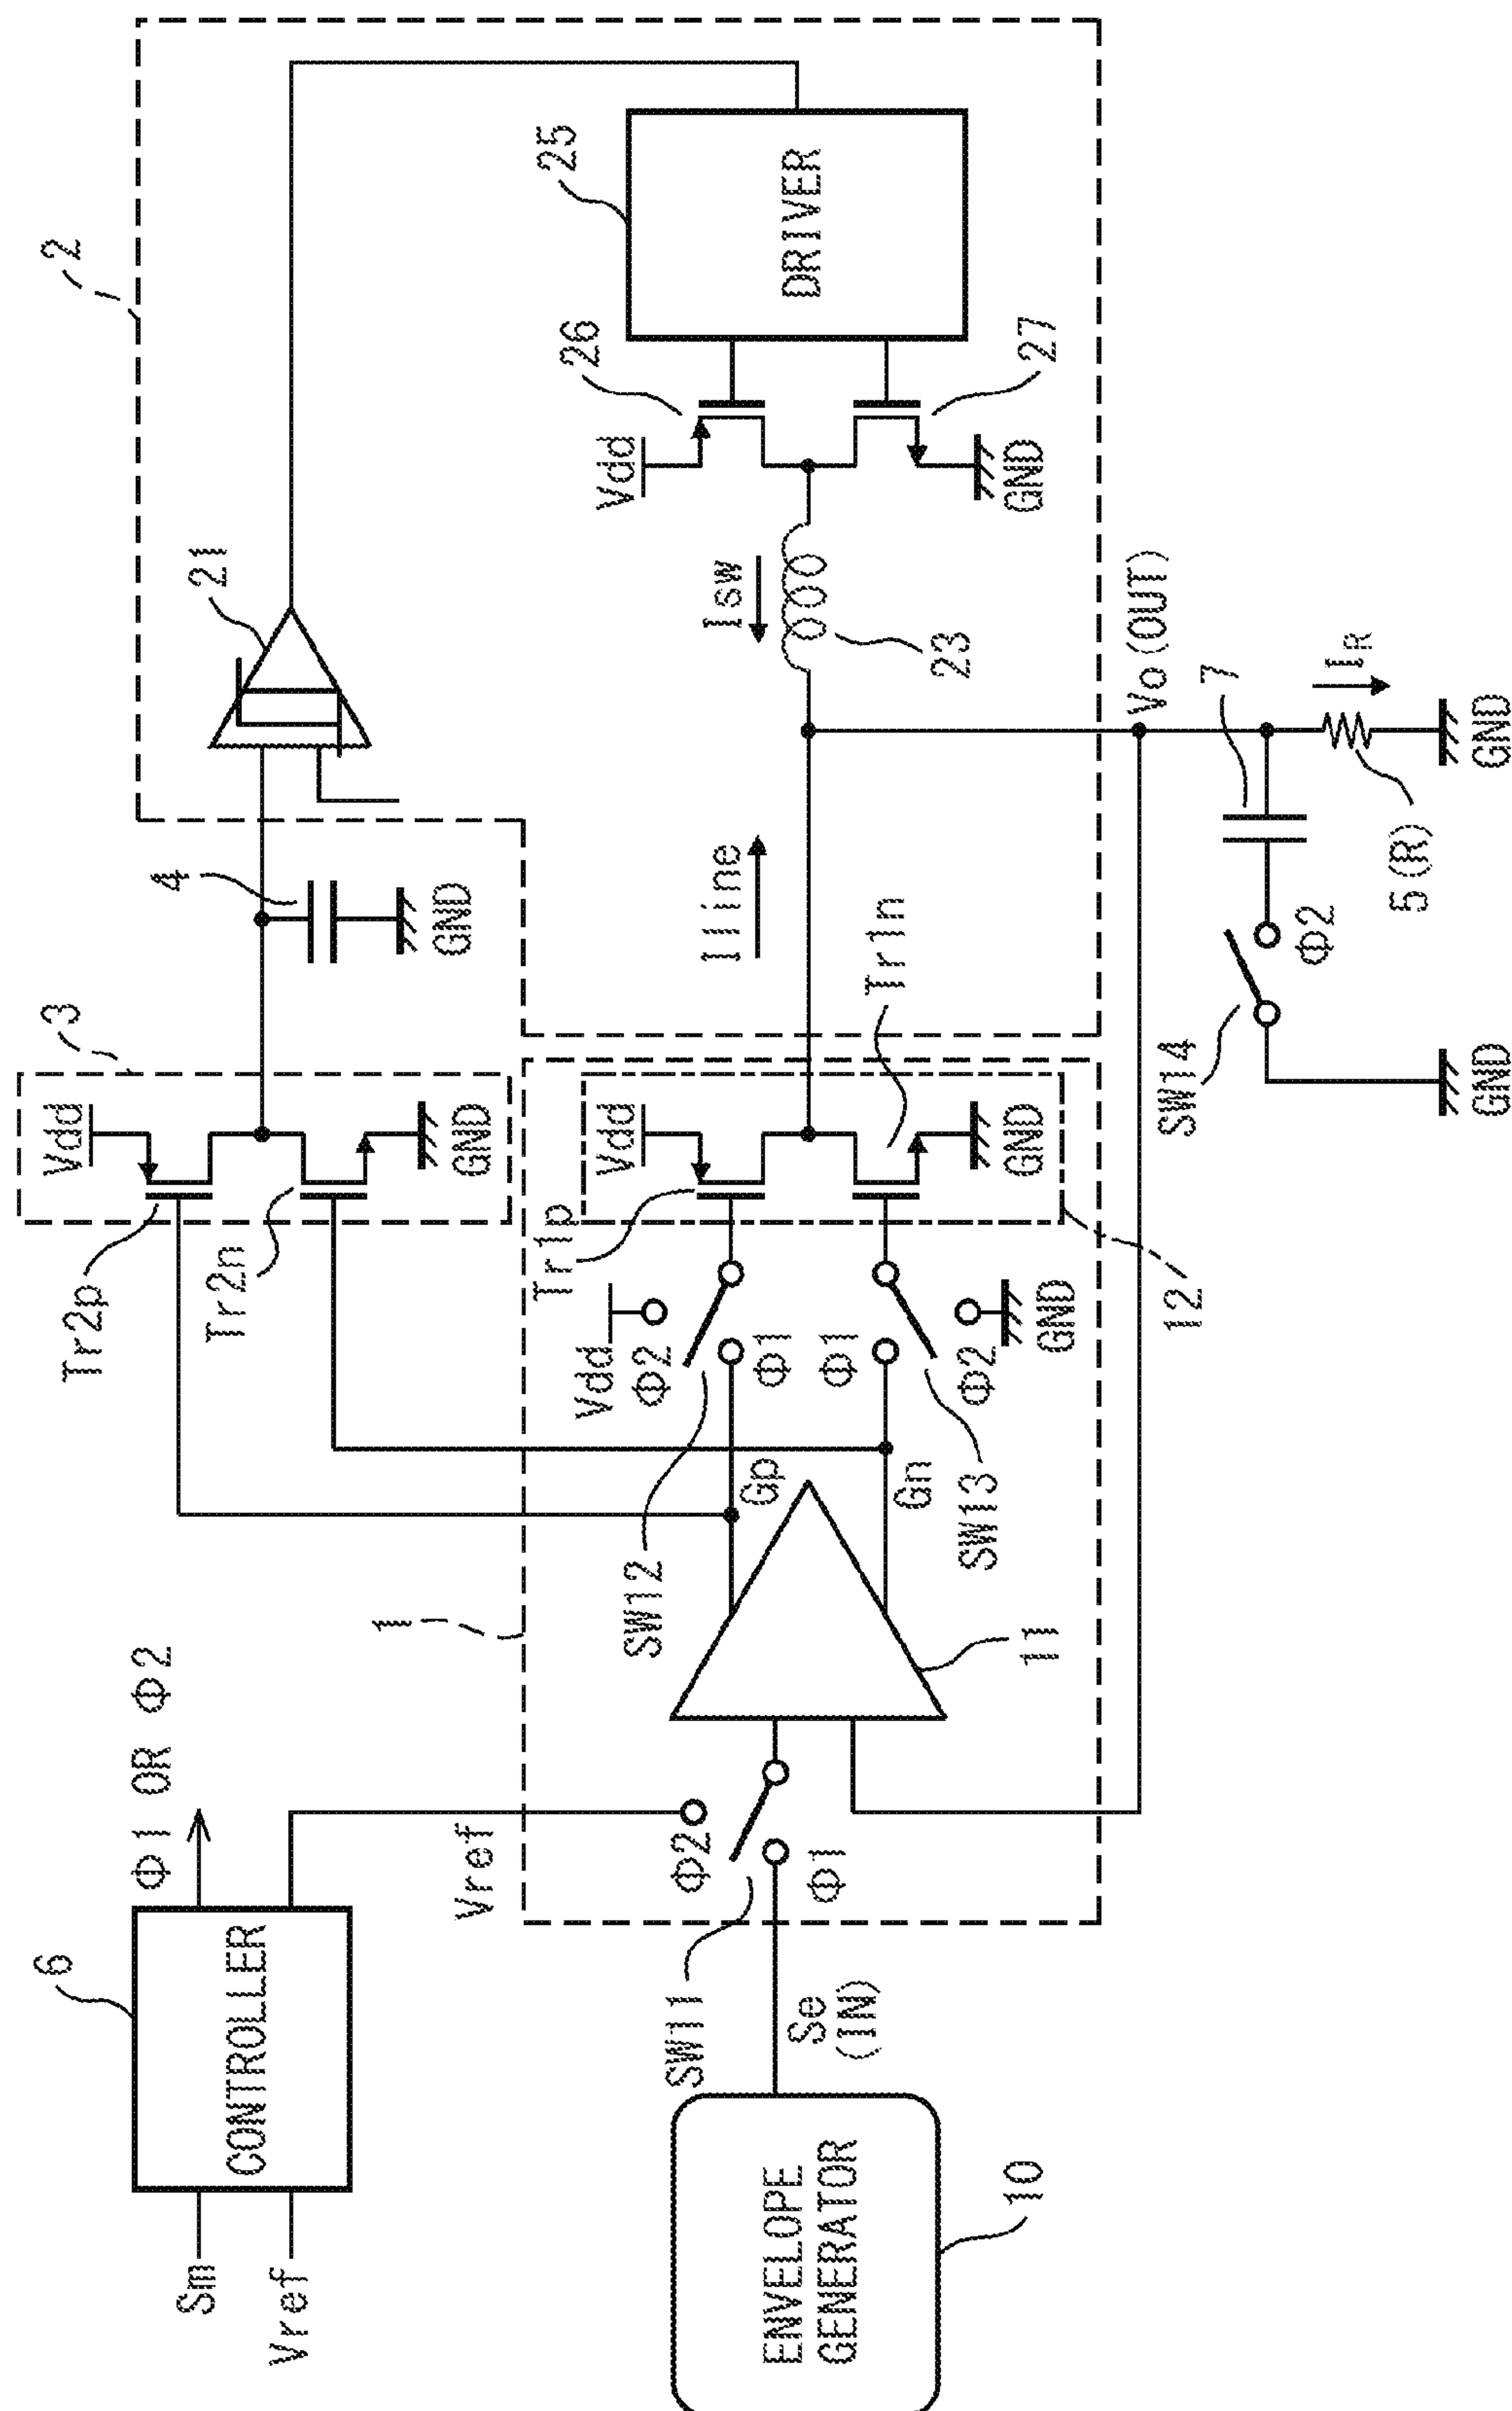 2
6
CONTROLLER
Sm
Vref
Φ1 OR Φ2
Vref
3
Vdd
Tr2p
Tr2n
GND
4
GND
21
25
DRIVER
26
27
Vdd
GND
Isw
23
Iline
1
ENVELOPE
GENERATOR
10
Se
(IN)
SW11
Φ2
Φ1
11
Gp
Gn
SW12
SW13
Vdd
Φ2
Φ1
Φ1
Φ2
GND
Tr1p
Tr1n
Vdd
GND
12
Vo(OUT)
7
IR
5(R)
GND
Φ2
SW14
GND